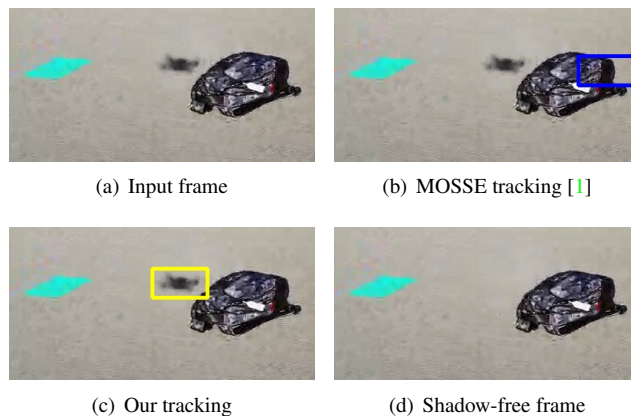 (a) Input frame
(b) MOSSE tracking [1]
(c) Our tracking
(d) Shadow-free frame